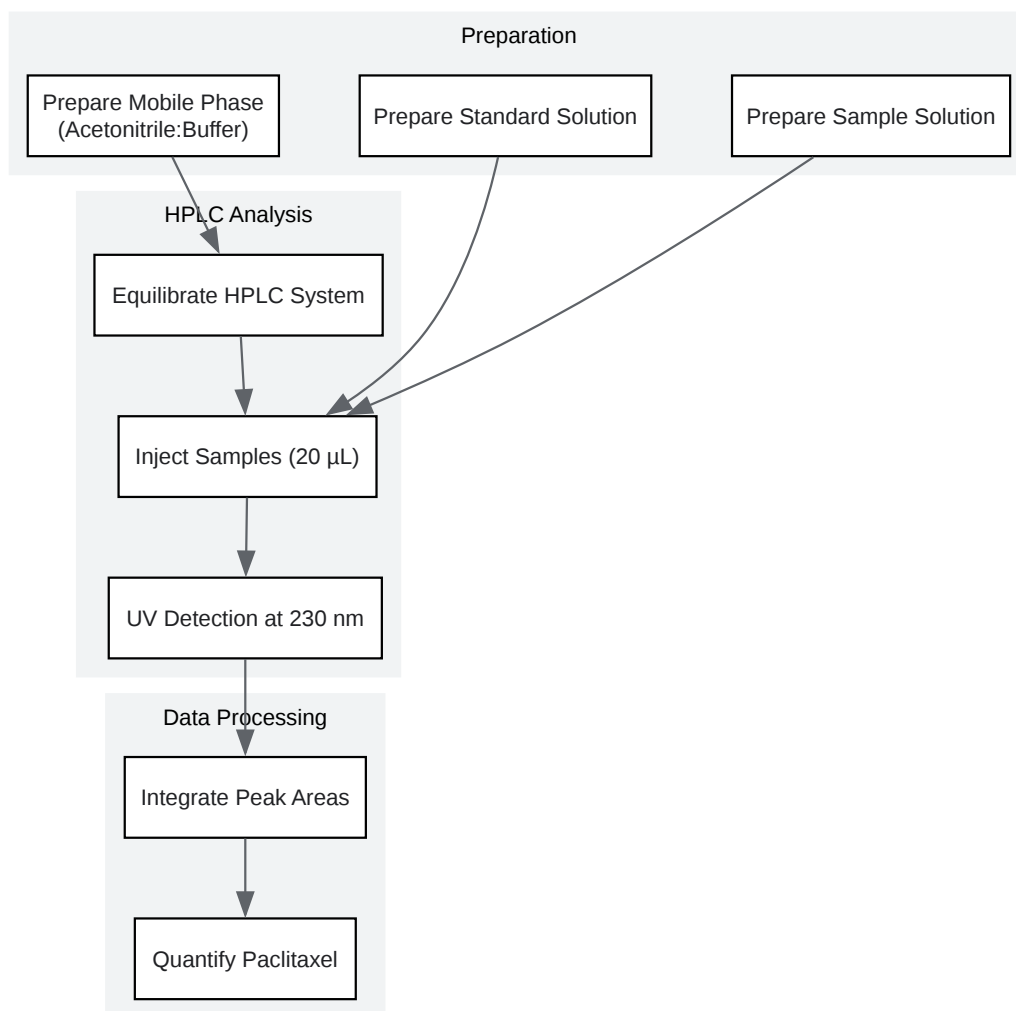 Preparation
Prepare Mobile Phase
(Acetonitrile:Buffer)
Prepare Standard Solution
Prepare Sample Solution
HPLC Analysis
Equilibrate HPLC System
Inject Samples (20 µL)
UV Detection at 230 nm
Data Processing
Integrate Peak Areas
Quantify Paclitaxel